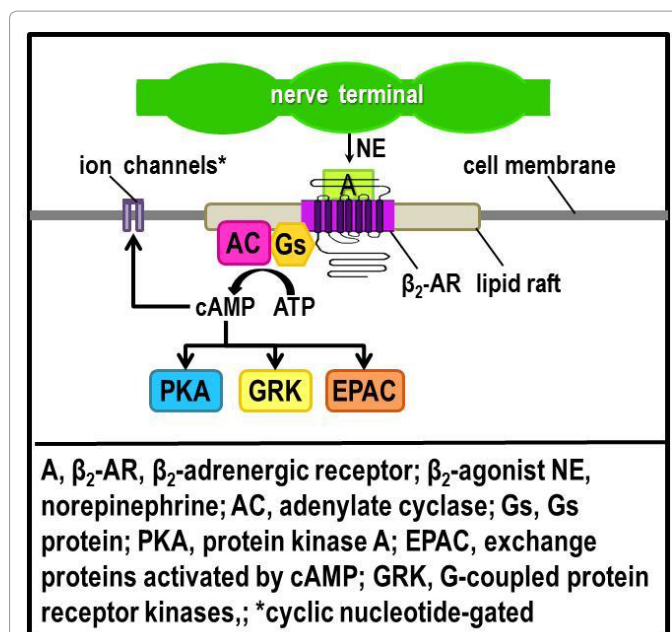 nerve terminal
NE
ion channels*
cell membrane
A
AC
Gs
β₂-AR
lipid raft
cAMP
ATP
PKA
GRK
EPAC
A, β₂-AR, β₂-adrenergic receptor; β₂-agonist NE,
norepinephrine; AC, adenylate cyclase; Gs, Gs
protein; PKA, protein kinase A; EPAC, exchange
proteins activated by cAMP; GRK, G-coupled protein
receptor kinases,; *cyclic nucleotide-gated